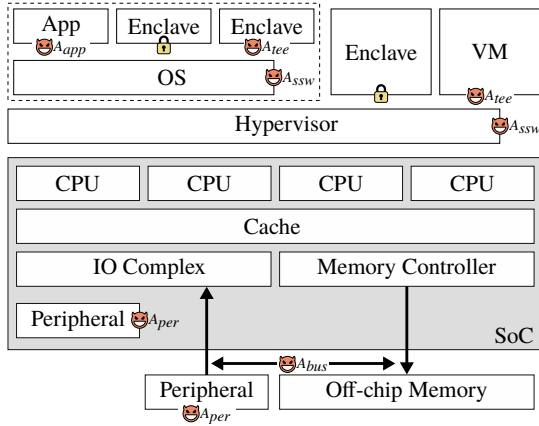 App Enclave Enclave
A_app A_tee
OS A_ssw
Enclave VM
A_tee
Hypervisor A_ssw
CPU CPU CPU CPU
Cache
IO Complex Memory Controller
Peripheral A_per
SoC
A_bus
Peripheral Off-chip Memory
A_per